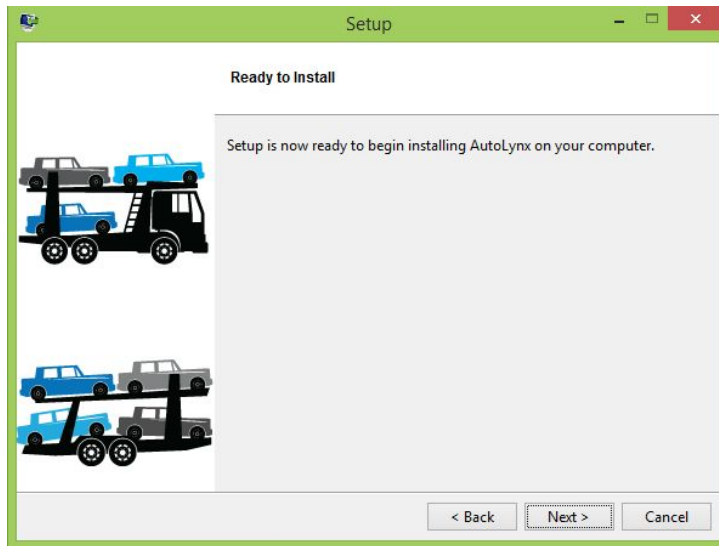 Setup
Ready to Install
Setup is now ready to begin installing AutoLynx on your computer.
< Back
Next >
Cancel